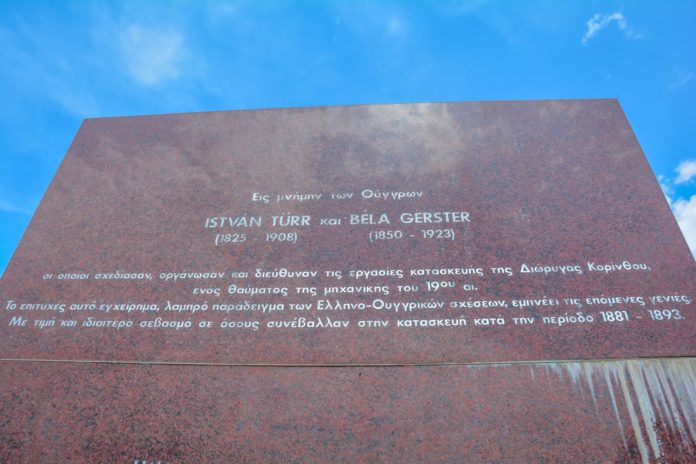 Εις μνήμην των Ούγγρων
ISTVÁN TÜRR και BÉLA GERSTER
(1825 - 1908) (1850 - 1923)
οι οποίοι σχεδίασαν, οργάνωσαν και διεύθυναν τις εργασίες κατασκευής της Διώρυγας Κορίνθου,
ενός θαύματος της μηχανικής του 19ου αι.
Το επιτυχές αυτό εγχείρημα, λαμπρό παράδειγμα των Ελληνο-Ουγγρικών σχέσεων, εμπνέει τις επόμενες γενιές.
Με τιμή και ιδιαίτερο σεβασμό σε όσους συνέβαλλαν στην κατασκευή κατά την περίοδο 1881 - 1893.